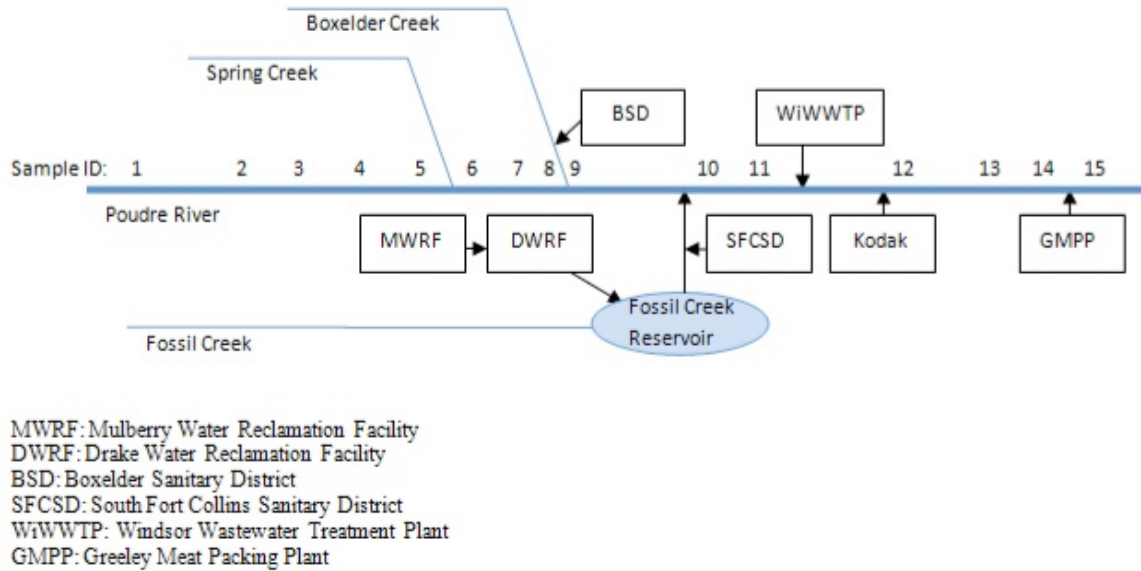 Boxelder Creek
Spring Creek
BSD
WiWWTP
Sample ID: 1 2 3 4 5 6 7 8 9 10 11 12 13 14 15
Poudre River
MWRF
DWRF
SFCSD
Kodak
GMPP
Fossil Creek
Reservoir
Fossil Creek
MWRF: Mulberry Water Reclamation Facility
DWRF: Drake Water Reclamation Facility
BSD: Boxelder Sanitary District
SFCSD: South Fort Collins Sanitary District
WiWWTP: Windsor Wastewater Treatment Plant
GMPP: Greeley Meat Packing Plant